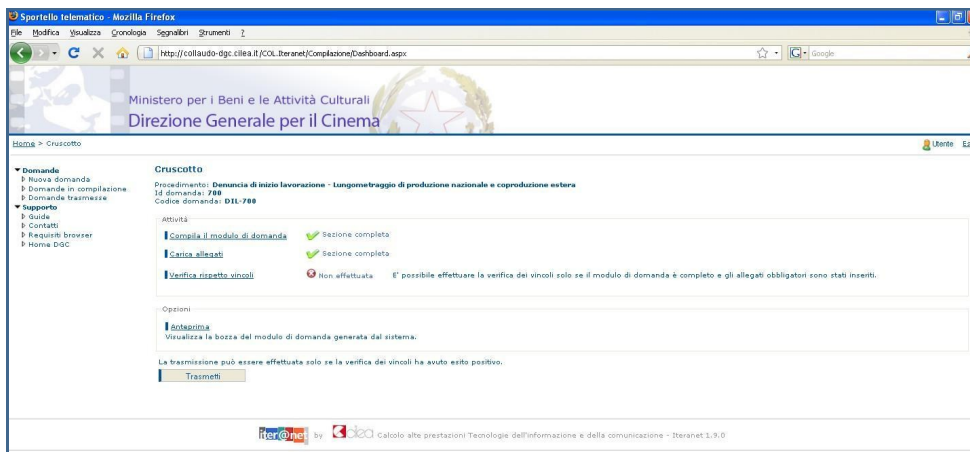 Sportello telematico - Mozilla Firefox
File Modifica Visualizza Cronologia Segnalibri Strumenti ?
http://collaudo-dgc.cilea.it/COL.Iteranet/Compilazione/Dashboard.aspx
Google
Ministero per i Beni e le Attività Culturali
Direzione Generale per il Cinema
Home > Cruscotto
Utente
Domande
Nuova domanda
Domande in compilazione
Domande trasmesse
Supporto
Guide
Contatti
Requisiti browser
Home DGC
Cruscotto
Procedimento: Denuncia di inizio lavorazione - Lungometraggio di produzione nazionale e coproduzione estera
Id domanda: 700
Codice domanda: DIL-700
Attività
Compila il modulo di domanda Sezione completa
Carica allegati Sezione completa
Verifica rispetto vincoli Non effettuata E' possibile effettuare la verifica dei vincoli solo se il modulo di domanda è completo e gli allegati obbligatori sono stati inseriti.
Opzioni
Anteprima
Visualizza la bozza del modulo di domanda generata dal sistema.
La trasmissione può essere effettuata solo se la verifica dei vincoli ha avuto esito positivo.
Trasmetti
iter@net by cilea Calcolo alte prestazioni Tecnologie dell'informazione e della comunicazione - Iteranet 1.9.0